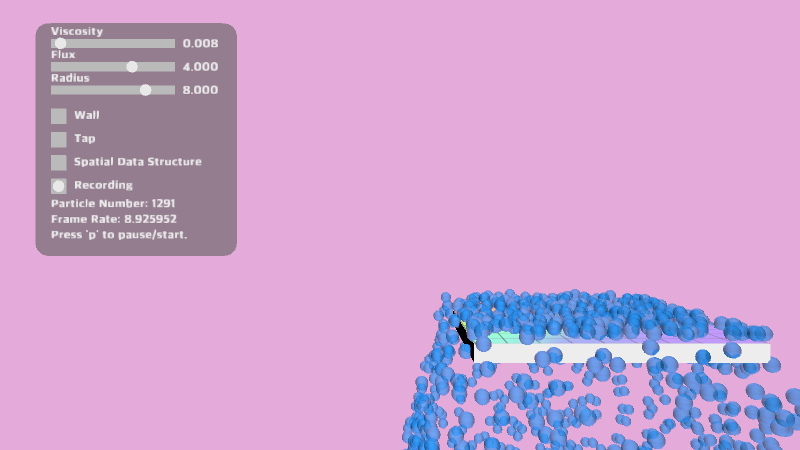 Viscosity
0.008
Flux
4.000
Radius
8.000
Wall
Tap
Spatial Data Structure
Recording
Particle Number: 1291
Frame Rate: 8.925952
Press 'p' to pause/start.